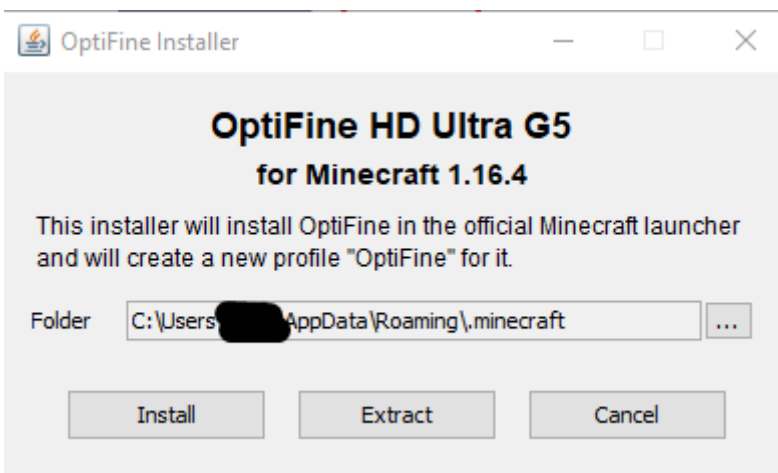 OptiFine Installer
OptiFine HD Ultra G5
for Minecraft 1.16.4
This installer will install OptiFine in the official Minecraft launcher
and will create a new profile "OptiFine" for it.
Folder C:\Users AppData\Roaming\.minecraft ...
Install Extract Cancel